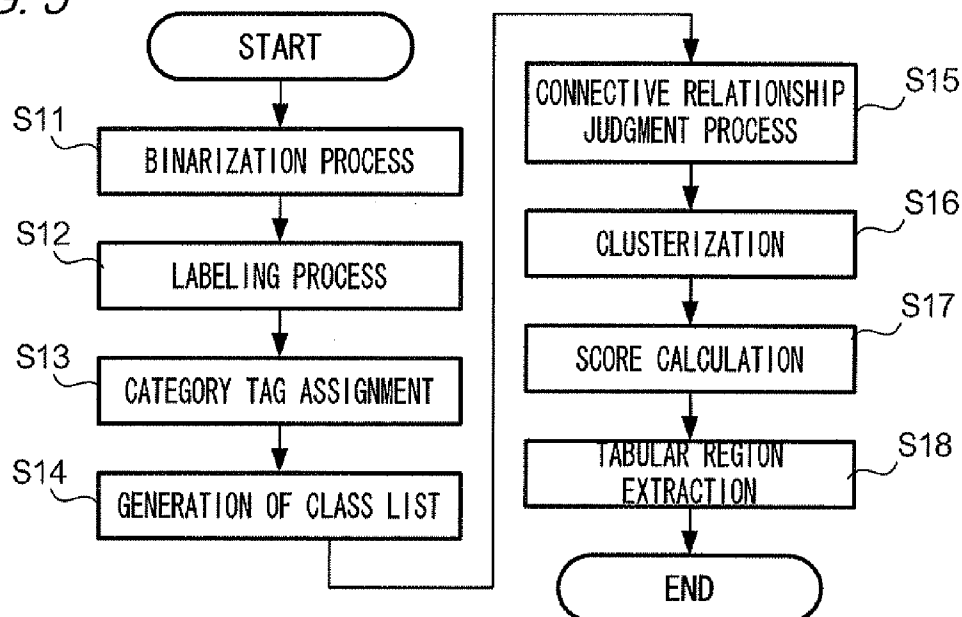 START
S11
BINARIZATION PROCESS
S12
LABELING PROCESS
S13
CATEGORY TAG ASSIGNMENT
S14
GENERATION OF CLASS LIST
S15
CONNECTIVE RELATIONSHIP
JUDGMENT PROCESS
S16
CLUSTERIZATION
S17
SCORE CALCULATION
S18
TABULAR REGION
EXTRACTION
END